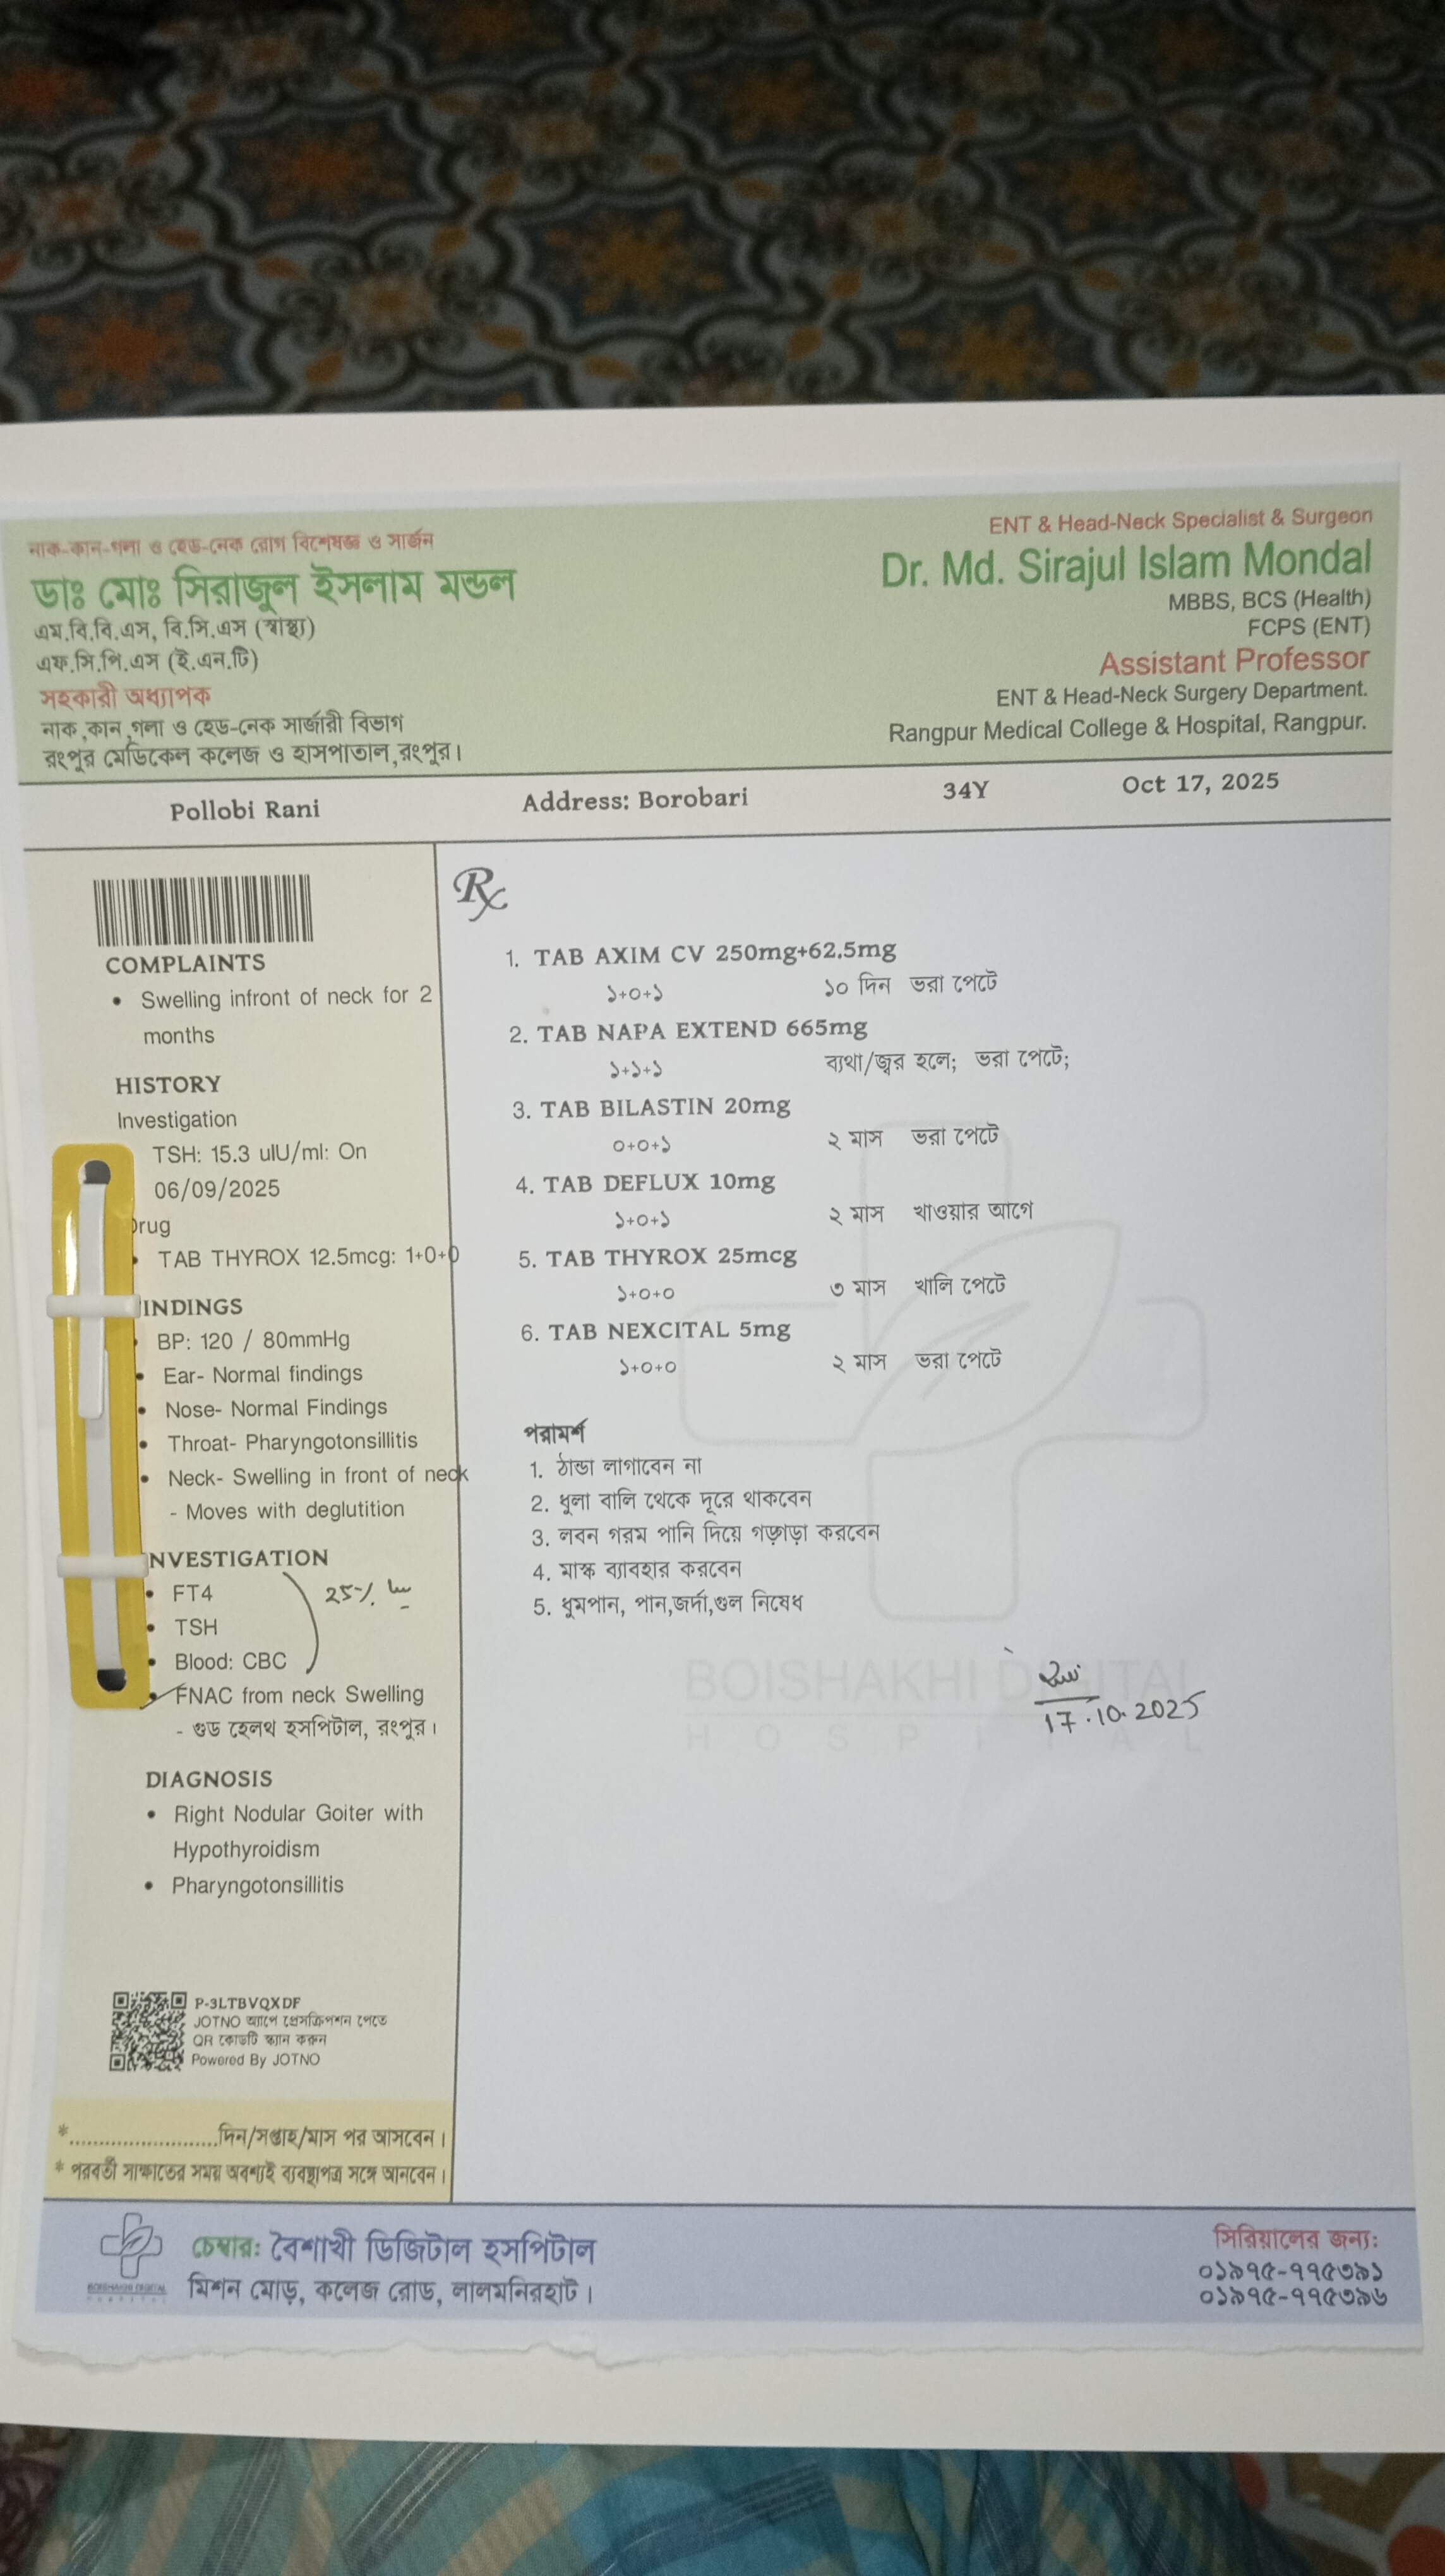 নাক-কান-গলা ও হেড-নেক রোগ বিশেষজ্ঞ ও সার্জন
ডাঃ মোঃ সিরাজুল ইসলাম মন্ডল
এম.বি.বি.এস, বি.সি.এস (স্বাস্থ্য)
এফ.সি.পি.এস (ই.এন.টি)
সহকারী অধ্যাপক
নাক,কান,গলা ও হেড-নেক সার্জারী বিভাগ
রংপুর মেডিকেল কলেজ ও হাসপাতাল,রংপুর।
ENT & Head-Neck Specialist & Surgeon
Dr. Md. Sirajul Islam Mondal
MBBS, BCS (Health)
FCPS (ENT)
Assistant Professor
ENT & Head-Neck Surgery Department.
Rangpur Medical College & Hospital, Rangpur.
Pollobi Rani Address: Borobari 34Y Oct 17, 2025
COMPLAINTS
• Swelling infront of neck for 2
months
HISTORY
Investigation
TSH: 15.3 uIU/ml: On
06/09/2025
Drug
• TAB THYROX 12.5mcg: 1+0+0
INDINGS
• BP: 120 / 80mmHg
• Ear- Normal findings
• Nose- Normal Findings
• Throat- Pharyngotonsillitis
• Neck- Swelling in front of neck
- Moves with deglutition
NVESTIGATION
• FT4
• TSH
• Blood: CBC
25%
• FNAC from neck Swelling
- গুড হেলথ হসপিটাল, রংপুর।
DIAGNOSIS
• Right Nodular Goiter with
Hypothyroidism
• Pharyngotonsillitis
P-3LTBVQXDF
JOTNO অ্যাপে প্রেসক্রিপশন পেতে
QR কোডটি স্ক্যান করুন
Powered By JOTNO
*........................দিন/সপ্তাহ/মাস পর আসবেন।
* পরবর্তী সাক্ষাতের সময় অবশ্যই ব্যবস্থাপত্র সঙ্গে আনবেন।
Rx
1. TAB AXIM CV 250mg+62.5mg
১+০+১ ১০ দিন ভরা পেটে
2. TAB NAPA EXTEND 665mg
১+১+১ ব্যথা/জ্বর হলে; ভরা পেটে;
3. TAB BILASTIN 20mg
০+০+১ ২ মাস ভরা পেটে
4. TAB DEFLUX 10mg
১+০+১ ২ মাস খাওয়ার আগে
5. TAB THYROX 25mcg
১+০+০ ৩ মাস খালি পেটে
6. TAB NEXCITAL 5mg
১+০+০ ২ মাস ভরা পেটে
পরামর্শ
1. ঠান্ডা লাগাবেন না
2. ধুলা বালি থেকে দূরে থাকবেন
3. লবন গরম পানি দিয়ে গড়গড়া করবেন
4. মাস্ক ব্যাবহার করবেন
5. ধুমপান, পান,জর্দা,গুল নিষেধ
BOISHAKHI DIGITAL
HOSPITAL
17.10.2025
BOISHAKHI DIGITAL
HOSPITAL
চেম্বার: বৈশাখী ডিজিটাল হসপিটাল
মিশন মোড়, কলেজ রোড, লালমনিরহাট।
সিরিয়ালের জন্য:
০১৯৭৫-৭৭৫৩৯১
০১৯৭৫-৭৭৫৩৯৬